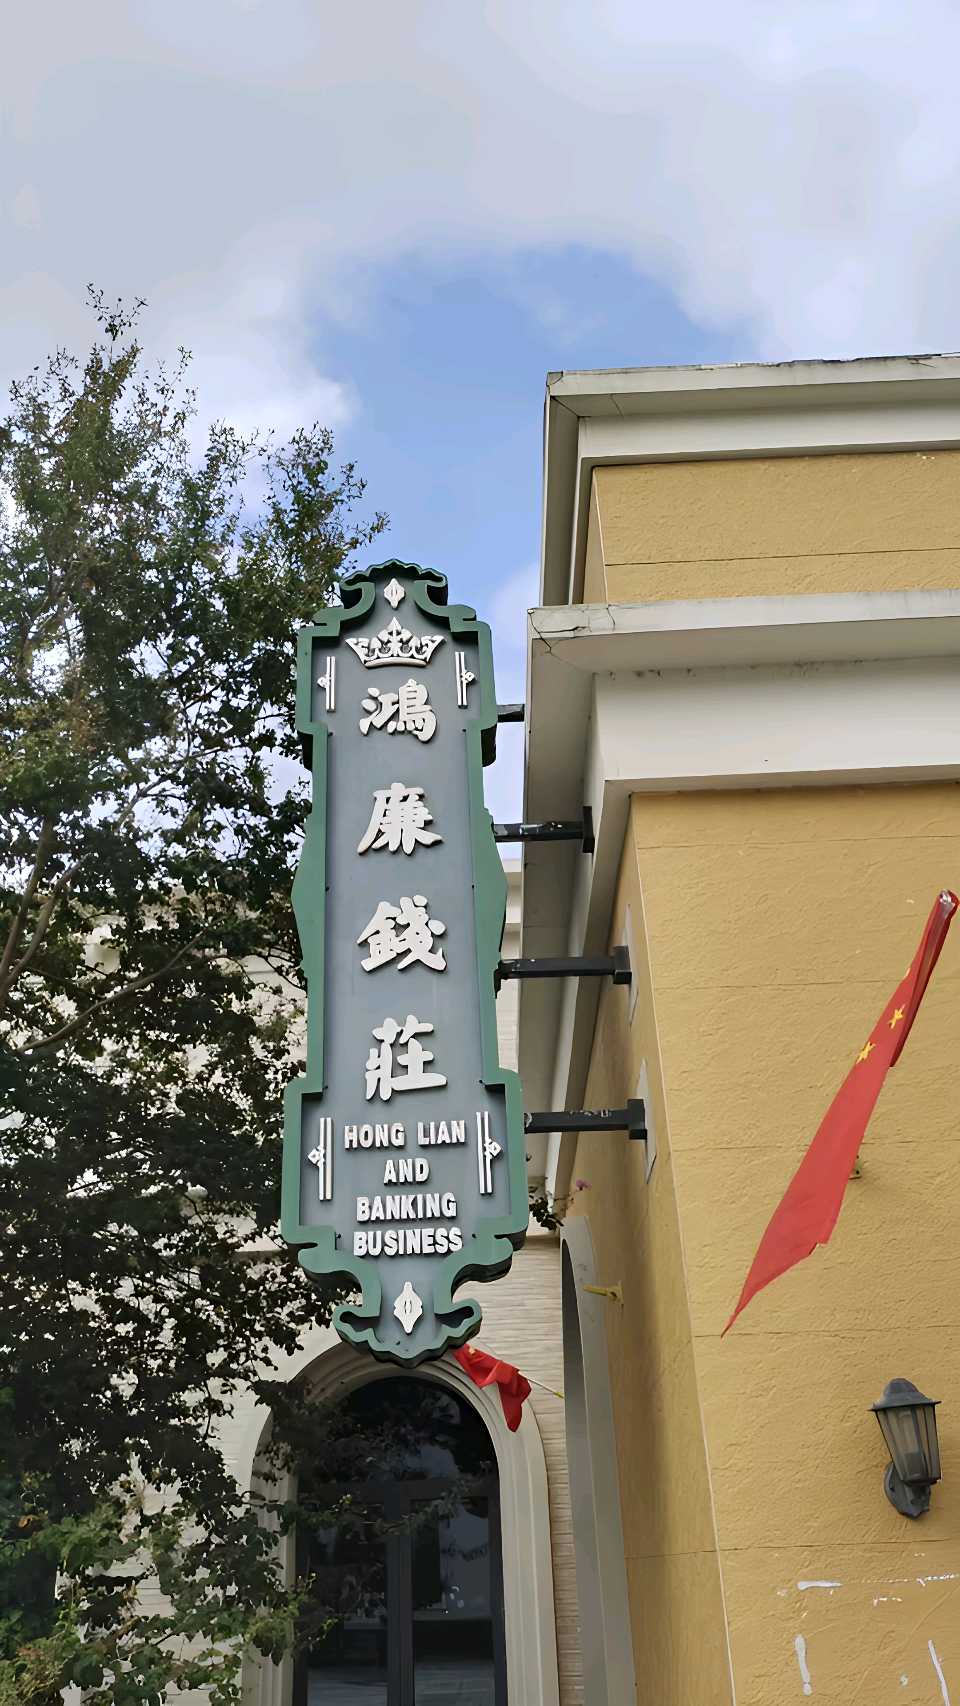 鴻廉錢莊
HONG LIAN
AND
BANKING
BUSINESS